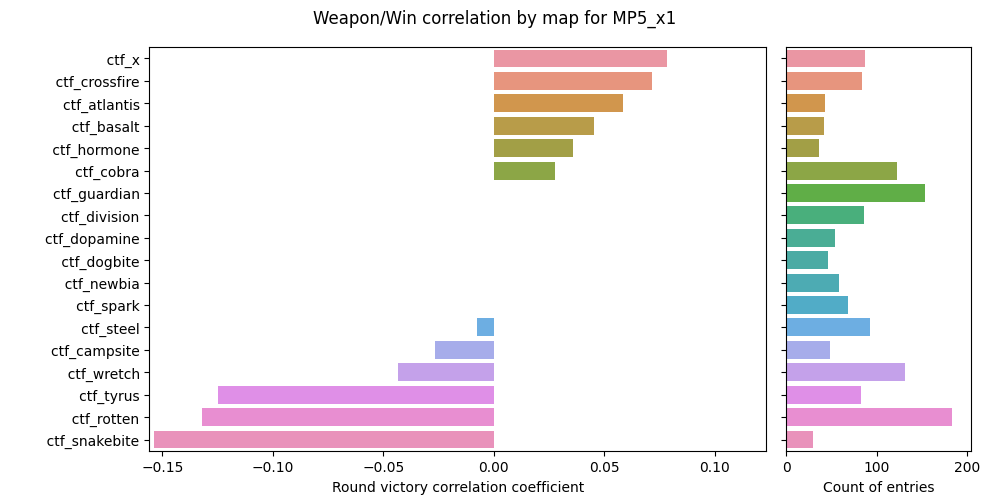 Weapon/Win correlation by map for MP5_x1
ctf_x
ctf_crossfire
ctf_atlantis
ctf_basalt
ctf_hormone
ctf_cobra
ctf_guardian
ctf_division
ctf_dopamine
ctf_dogbite
ctf_newbia
ctf_spark
ctf_steel
ctf_campsite
ctf_wretch
ctf_tyrus
ctf_rotten
ctf_snakebite
−0.15 −0.10 −0.05 0.00 0.05 0.10
Round victory correlation coefficient
0 100 200
Count of entries